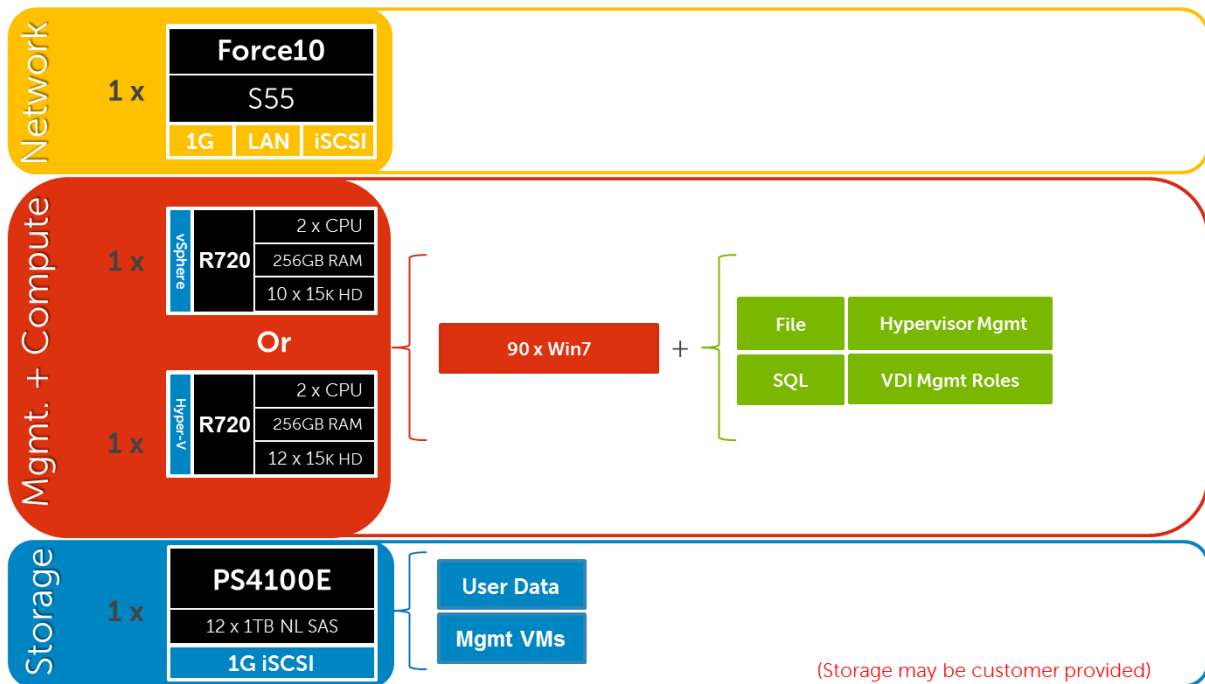 Network
1 x
Force10
S55
1G LAN iSCSI
Mgmt. + Compute
1 x
vSphere
R720
2 x CPU
256GB RAM
10 x 15K HD
Or
1 x
Hyper-V
R720
2 x CPU
256GB RAM
12 x 15K HD
90 x Win7
+
File
Hypervisor Mgmt
SQL
VDI Mgmt Roles
Storage
1 x
PS4100E
12 x 1TB NL SAS
1G iSCSI
User Data
Mgmt VMs
(Storage may be customer provided)